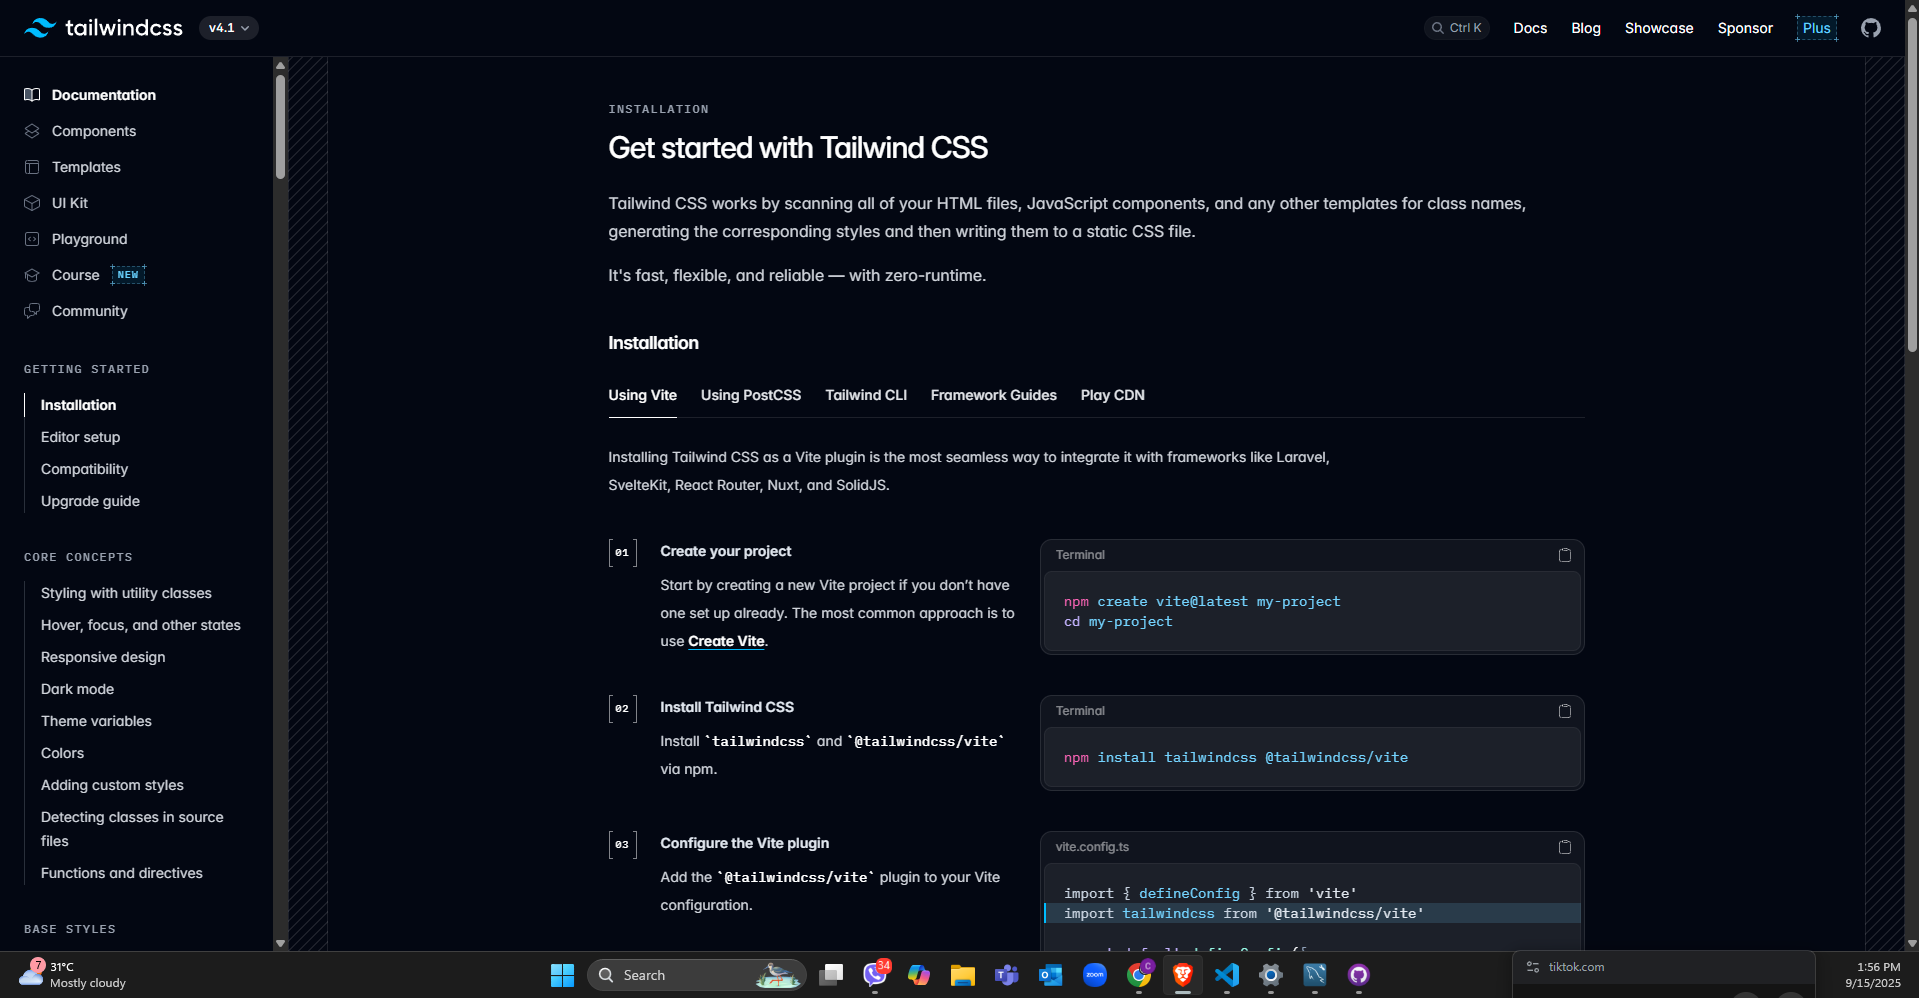 tailwindcss
v4.1
Ctrl K
Docs
Blog
Showcase
Sponsor
Plus
Documentation
Components
Templates
UI Kit
Playground
Course NEW
Community
GETTING STARTED
Installation
Editor setup
Compatibility
Upgrade guide
CORE CONCEPTS
Styling with utility classes
Hover, focus, and other states
Responsive design
Dark mode
Theme variables
Colors
Adding custom styles
Detecting classes in source
files
Functions and directives
BASE STYLES
INSTALLATION
Get started with Tailwind CSS
Tailwind CSS works by scanning all of your HTML files, JavaScript components, and any other templates for class names,
generating the corresponding styles and then writing them to a static CSS file.
It's fast, flexible, and reliable — with zero-runtime.
Installation
Using Vite
Using PostCSS
Tailwind CLI
Framework Guides
Play CDN
Installing Tailwind CSS as a Vite plugin is the most seamless way to integrate it with frameworks like Laravel,
SvelteKit, React Router, Nuxt, and SolidJS.
01
Create your project
Start by creating a new Vite project if you don’t have
one set up already. The most common approach is to
use Create Vite.
Terminal
npm create vite@latest my-project
cd my-project
02
Install Tailwind CSS
Install `tailwindcss` and `@tailwindcss/vite`
via npm.
Terminal
npm install tailwindcss @tailwindcss/vite
03
Configure the Vite plugin
Add the `@tailwindcss/vite` plugin to your Vite
configuration.
vite.config.ts
import { defineConfig } from 'vite'
import tailwindcss from '@tailwindcss/vite'
7
31°C
Mostly cloudy
Search
34
zoom
C
tiktok.com
1:56 PM
9/15/2025